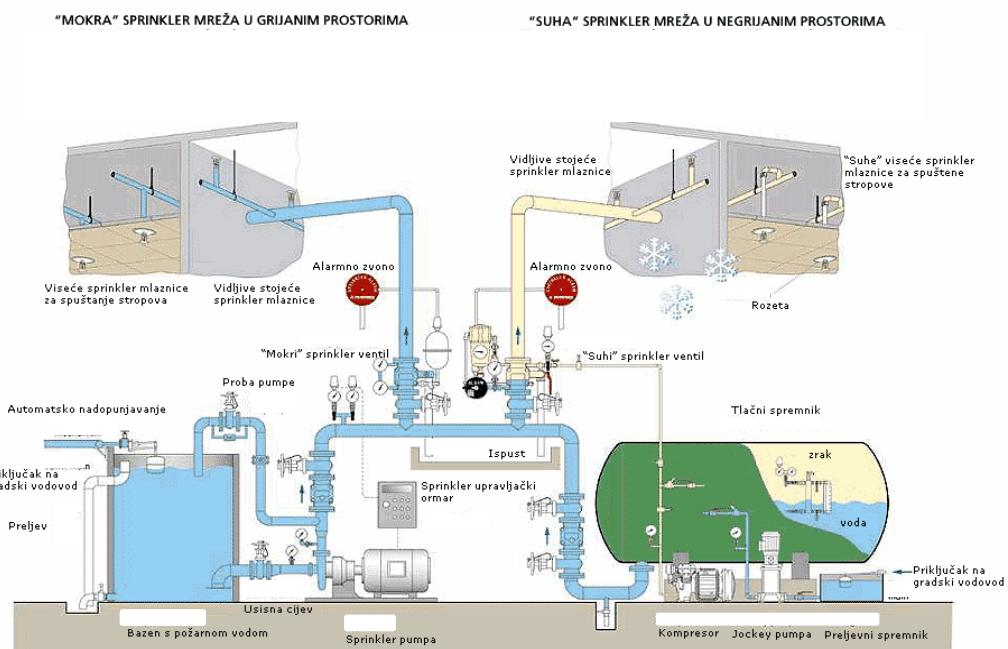 “MOKRA” SPRINKLER MREŽA U GRIJANIM PROSTORIMA
“SUHA” SPRINKLER MREŽA U NEGRIJANIM PROSTORIMA
Vidljive stojeće
sprinkler mlaznice
“Suhe” viseće sprinkler
mlaznice za spuštene
stropove
Viseće sprinkler mlaznice
za spuštanje stropova
Vidljive stojeće
sprinkler mlaznice
Alarmno zvono
Alarmno zvono
Rozeta
“Mokri” sprinkler ventil
“Suhi” sprinkler ventil
Proba pumpe
Automatsko nadopunjavanje
Tlačni spremnik
Ispust
zrak
voda
ključak na
adski vodovod
Sprinkler upravljački
ormar
Preljev
Priključak na
gradski vodovod
Usisna cijev
Bazen s požarnom vodom
Sprinkler pumpa
Kompresor
Jockey pumpa
Preljevni spremnik